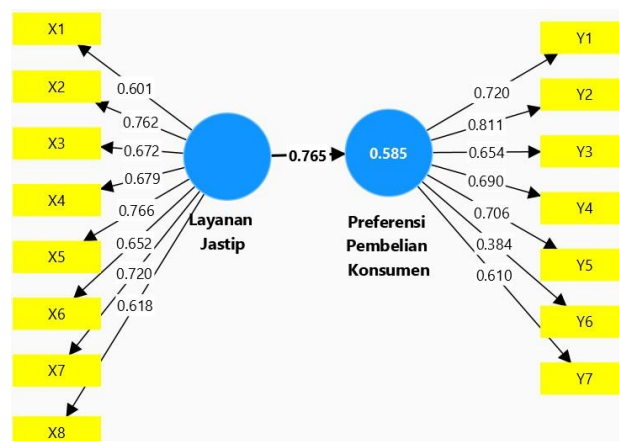 X1
X2
X3
X4
X5
X6
X7
X8
0.601
0.762
0.672
0.679
0.766
0.652
0.720
0.618
Layanan
Jastip
0.765
0.585
Preferensi
Pembelian
Konsumen
0.720
0.811
0.654
0.690
0.706
0.384
0.610
Y1
Y2
Y3
Y4
Y5
Y6
Y7